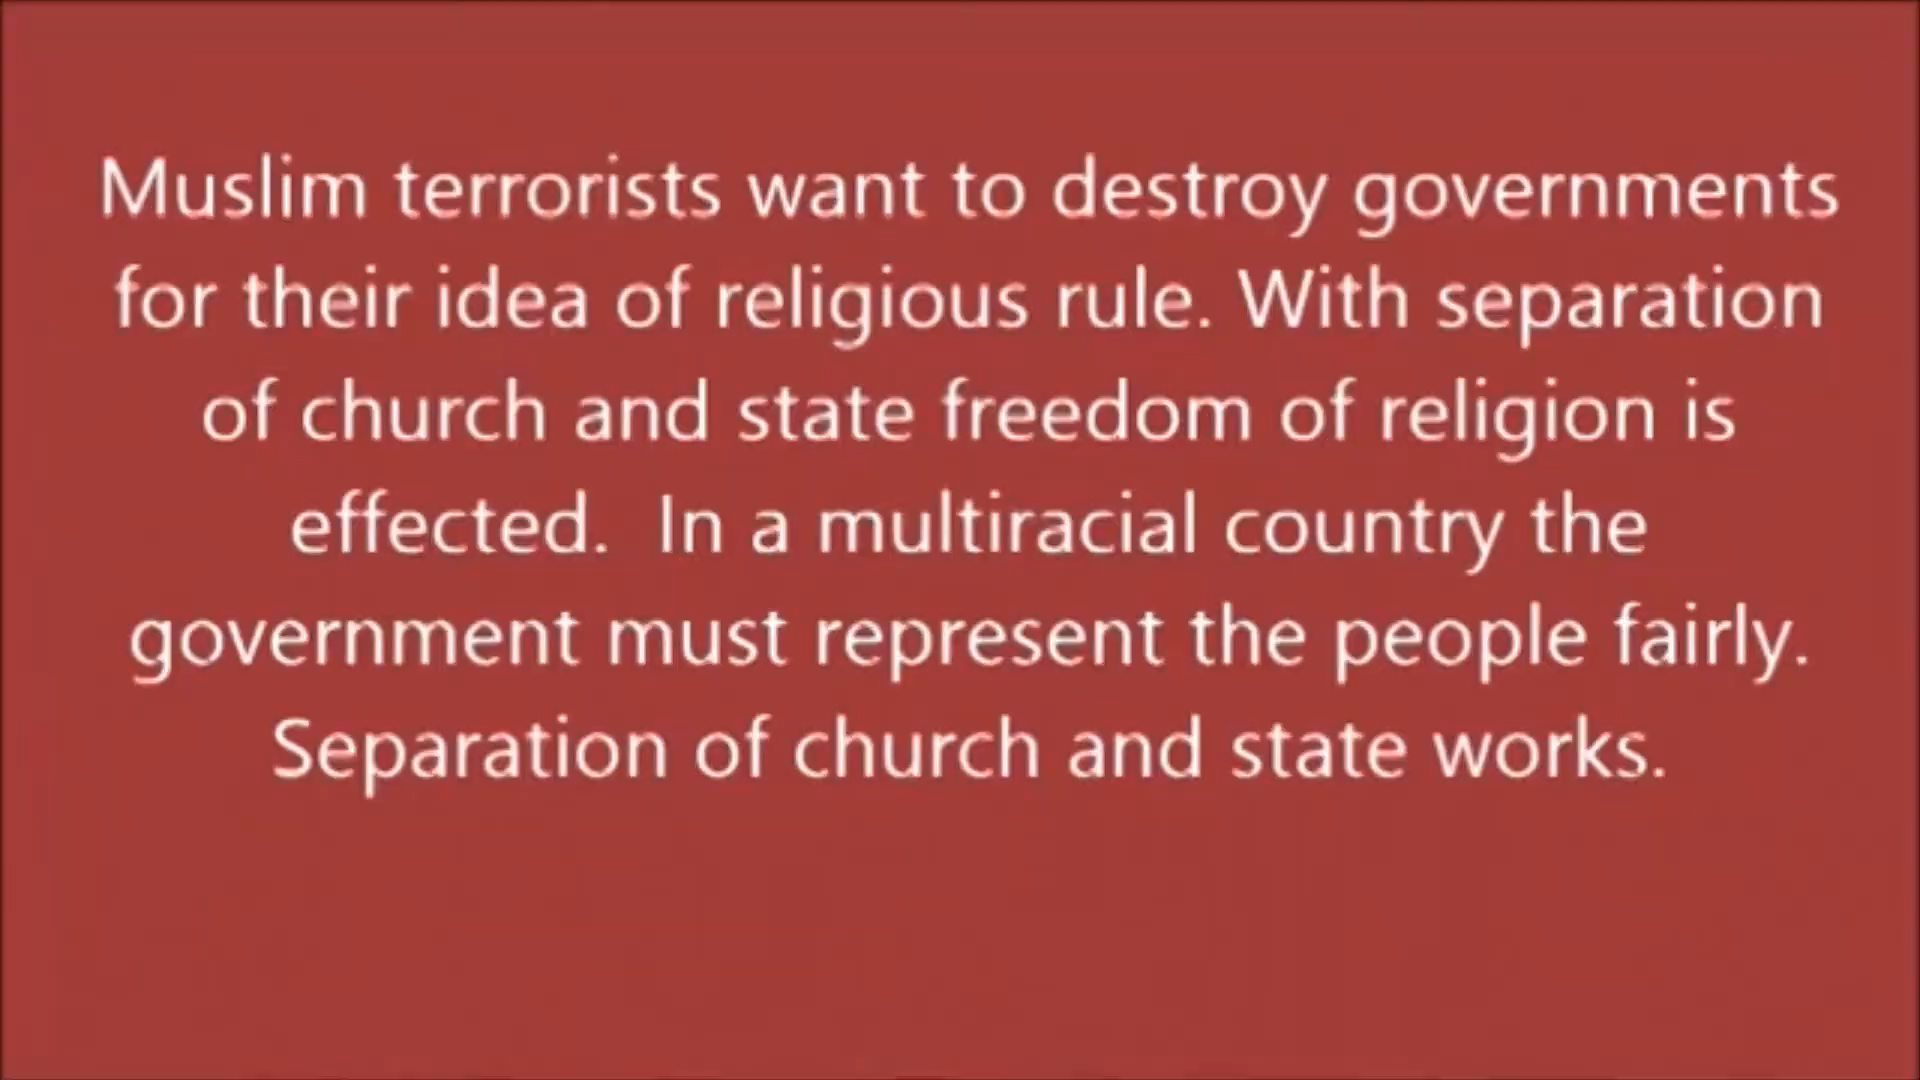 Muslim terrorists want to destroy governments
for their idea of religious rule. With separation
of church and state freedom of religion is
effected.  In a multiracial country the
government must represent the people fairly.
Separation of church and state works.